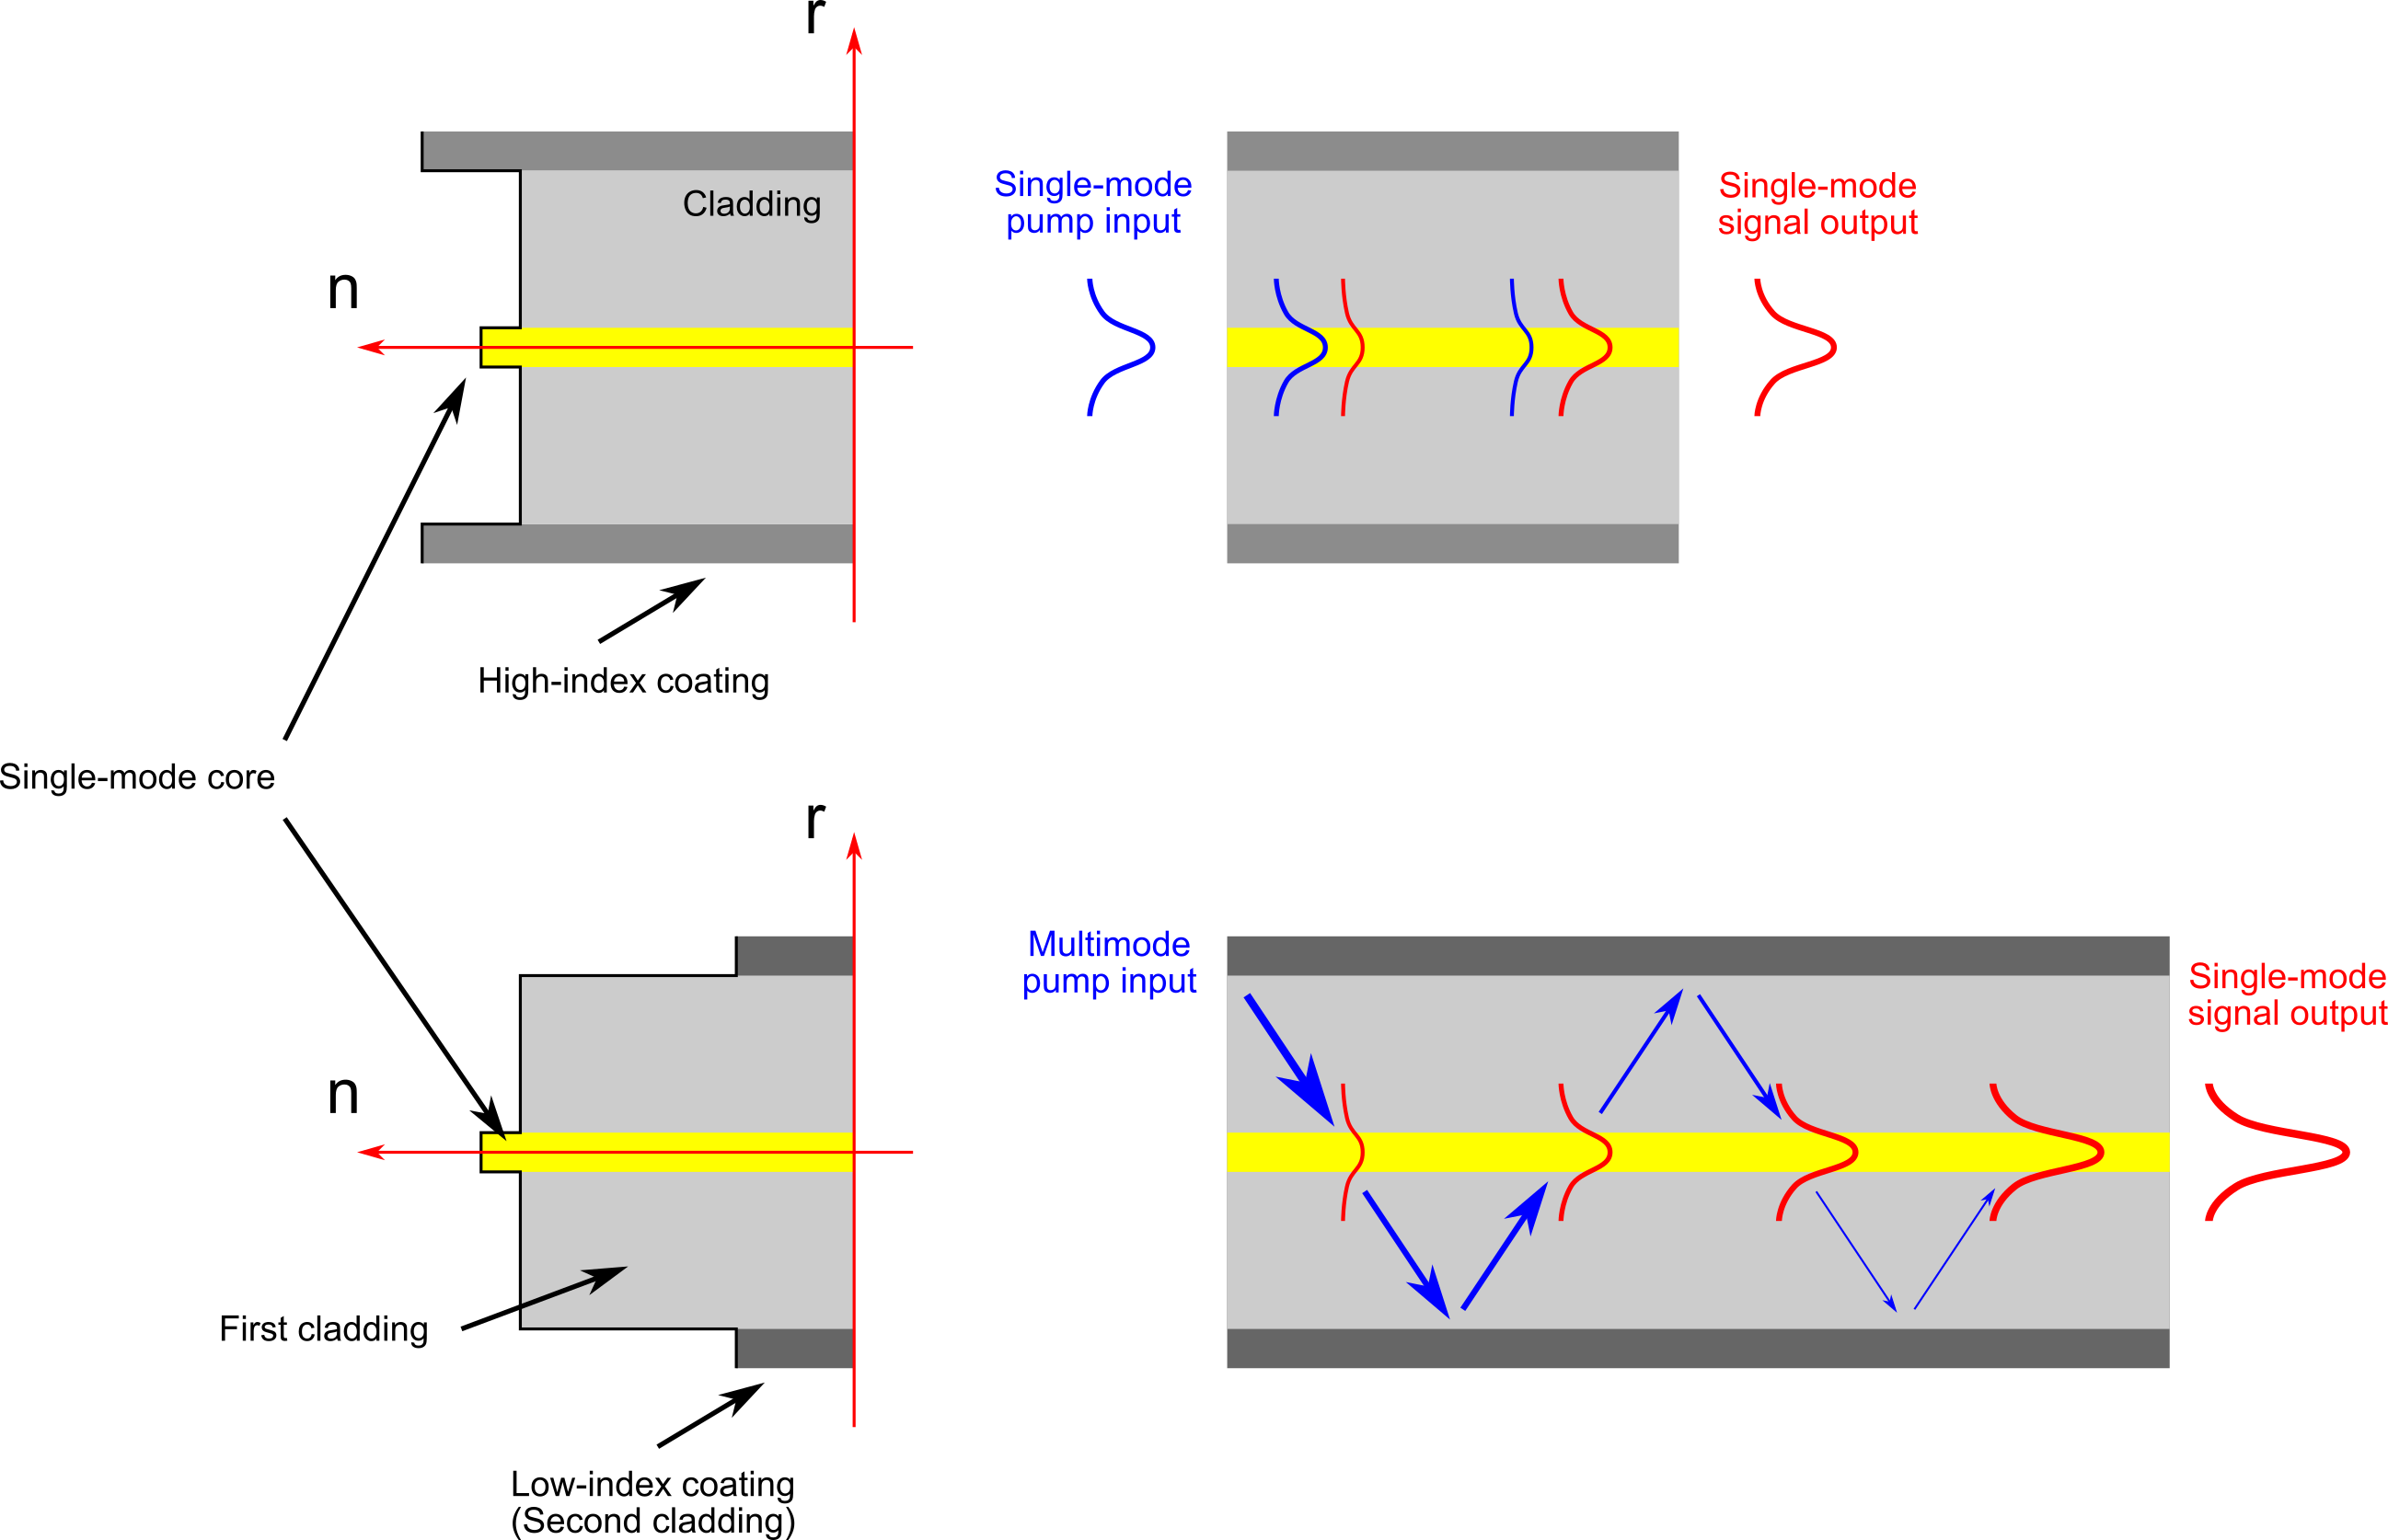 r
Cladding
Single-mode
pump input
Single-mode
signal output
n
High-index coating
Single-mode core
r
Multimode
pump input
Single-mode
signal output
n
First cladding
Low-index coating
(Second cladding)